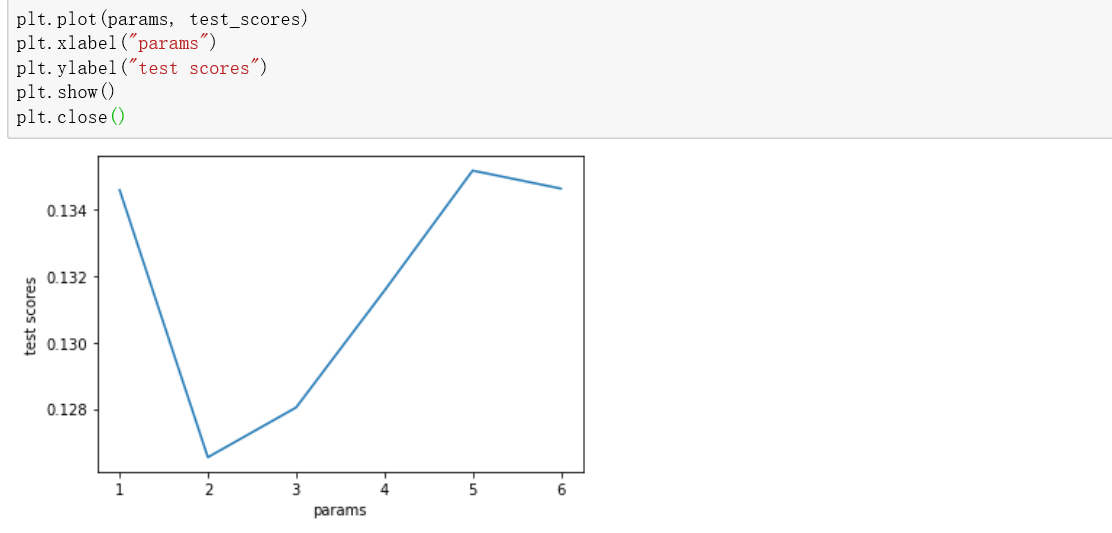 plt.plot(params, test_scores)
plt.xlabel("params")
plt.ylabel("test scores")
plt.show()
plt.close()
0.134
0.132
0.130
0.128
test scores
1 2 3 4 5 6
params